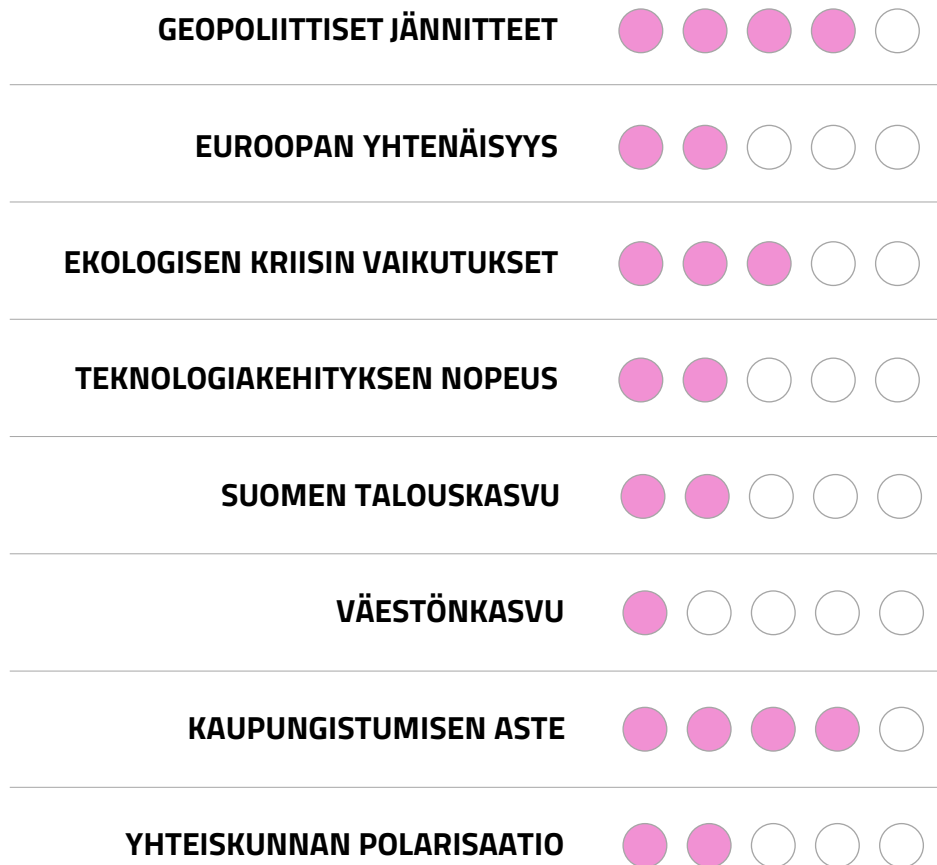 GEOPOLIITTISET JÄNNITTEET
EUROOPAN YHTENÄISYYS
EKOLOGISEN KRIISIN VAIKUTUKSET
TEKNOLOGIAKEHITYKSEN NOPEUS
SUOMEN TALOUSKASVU
VÄESTÖNKASVU
KAUPUNGISTUMISEN ASTE
YHTEISKUNNAN POLARISAATIO